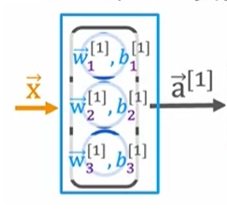 x⃗
w⃗₁^[1], b₁^[1]
w⃗₂^[1], b₂^[1]
w⃗₃^[1], b₃^[1]
a⃗^[1]